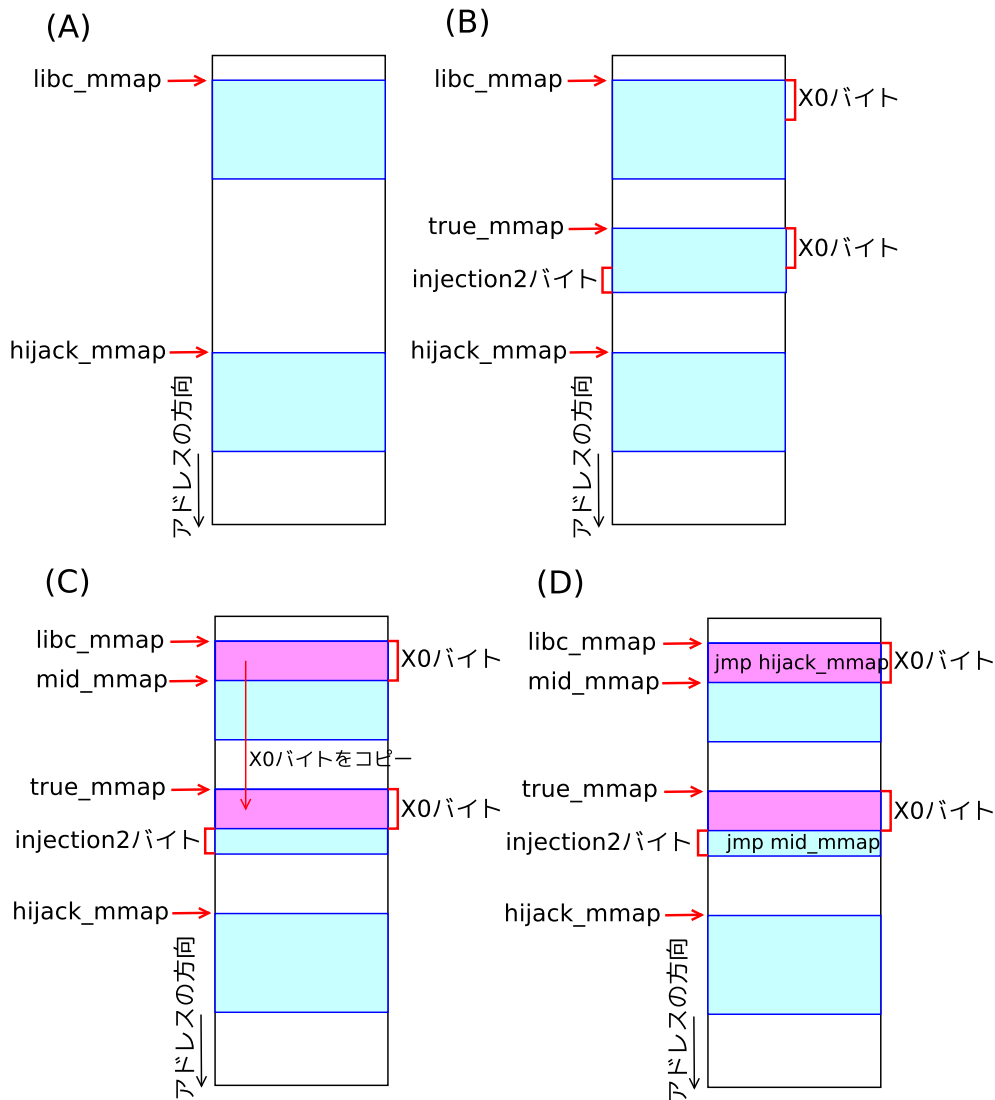 (A)
libc_mmap
hijack_mmap
アドレスの方向
(B)
libc_mmap
X0バイト
true_mmap
X0バイト
injection2バイト
hijack_mmap
アドレスの方向
(C)
libc_mmap
X0バイト
mid_mmap
X0バイトをコピー
true_mmap
X0バイト
injection2バイト
hijack_mmap
アドレスの方向
(D)
libc_mmap
jmp hijack_mmap
X0バイト
mid_mmap
true_mmap
X0バイト
injection2バイト
jmp mid_mmap
hijack_mmap
アドレスの方向